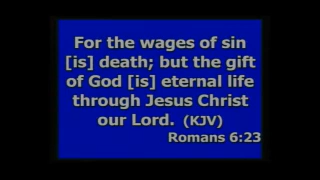 For the wages of sin
[is] death; but the gift
of God [is] eternal life
through Jesus Christ
our Lord. (KJV)
Romans 6:23